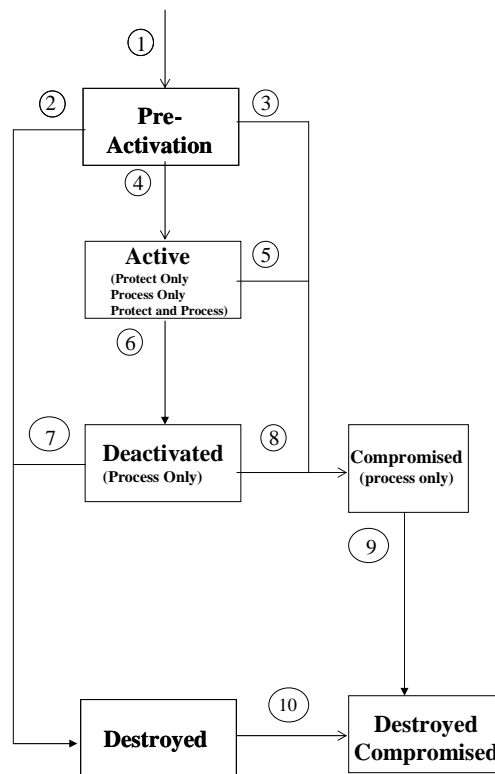 1
2
3
Pre-
Activation
4
Active
(Protect Only
Process Only
Protect and Process)
5
6
7
Deactivated
(Process Only)
8
Compromised
(process only)
9
Destroyed
10
Destroyed
Compromised